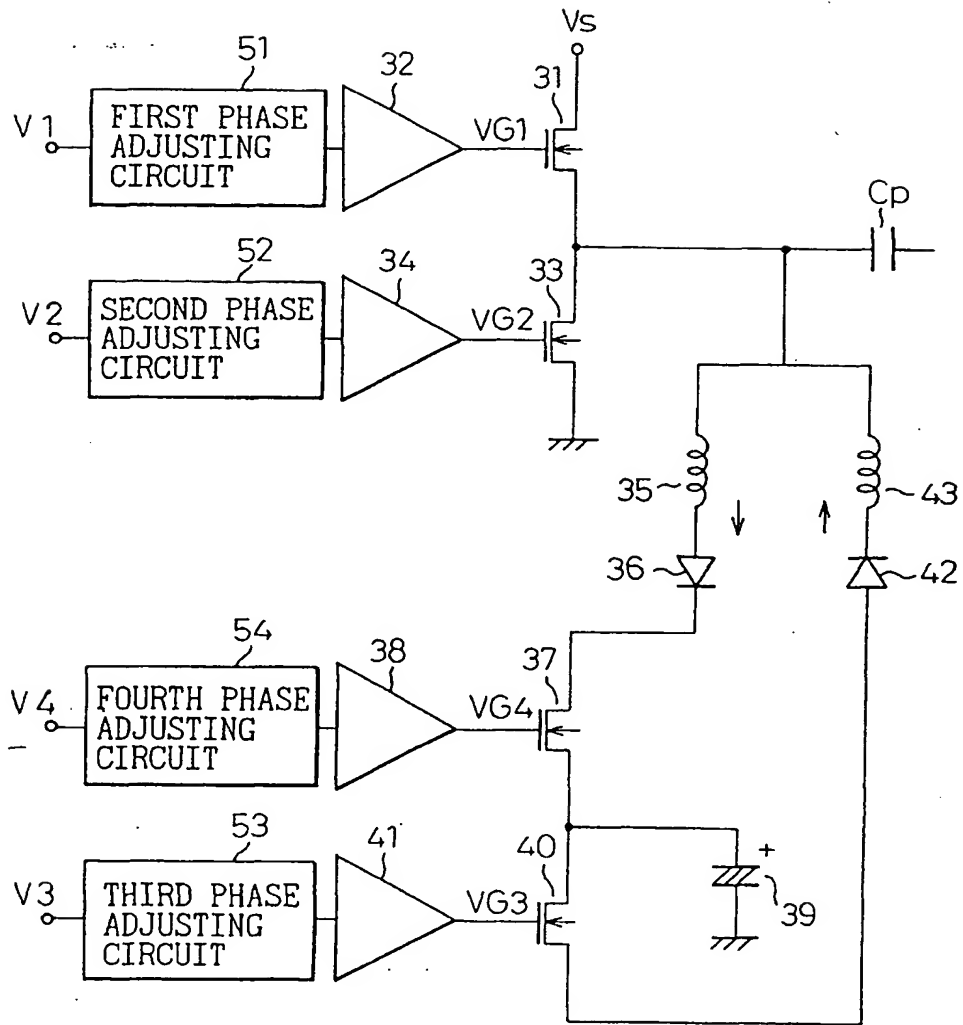 Vs
51
32
31
V1
FIRST PHASE
ADJUSTING
CIRCUIT
VG1
Cp
52
34
33
V2
SECOND PHASE
ADJUSTING
CIRCUIT
VG2
35
43
36
42
54
38
37
V4
FOURTH PHASE
ADJUSTING
CIRCUIT
VG4
53
41
40
+
V3
THIRD PHASE
ADJUSTING
CIRCUIT
VG3
39